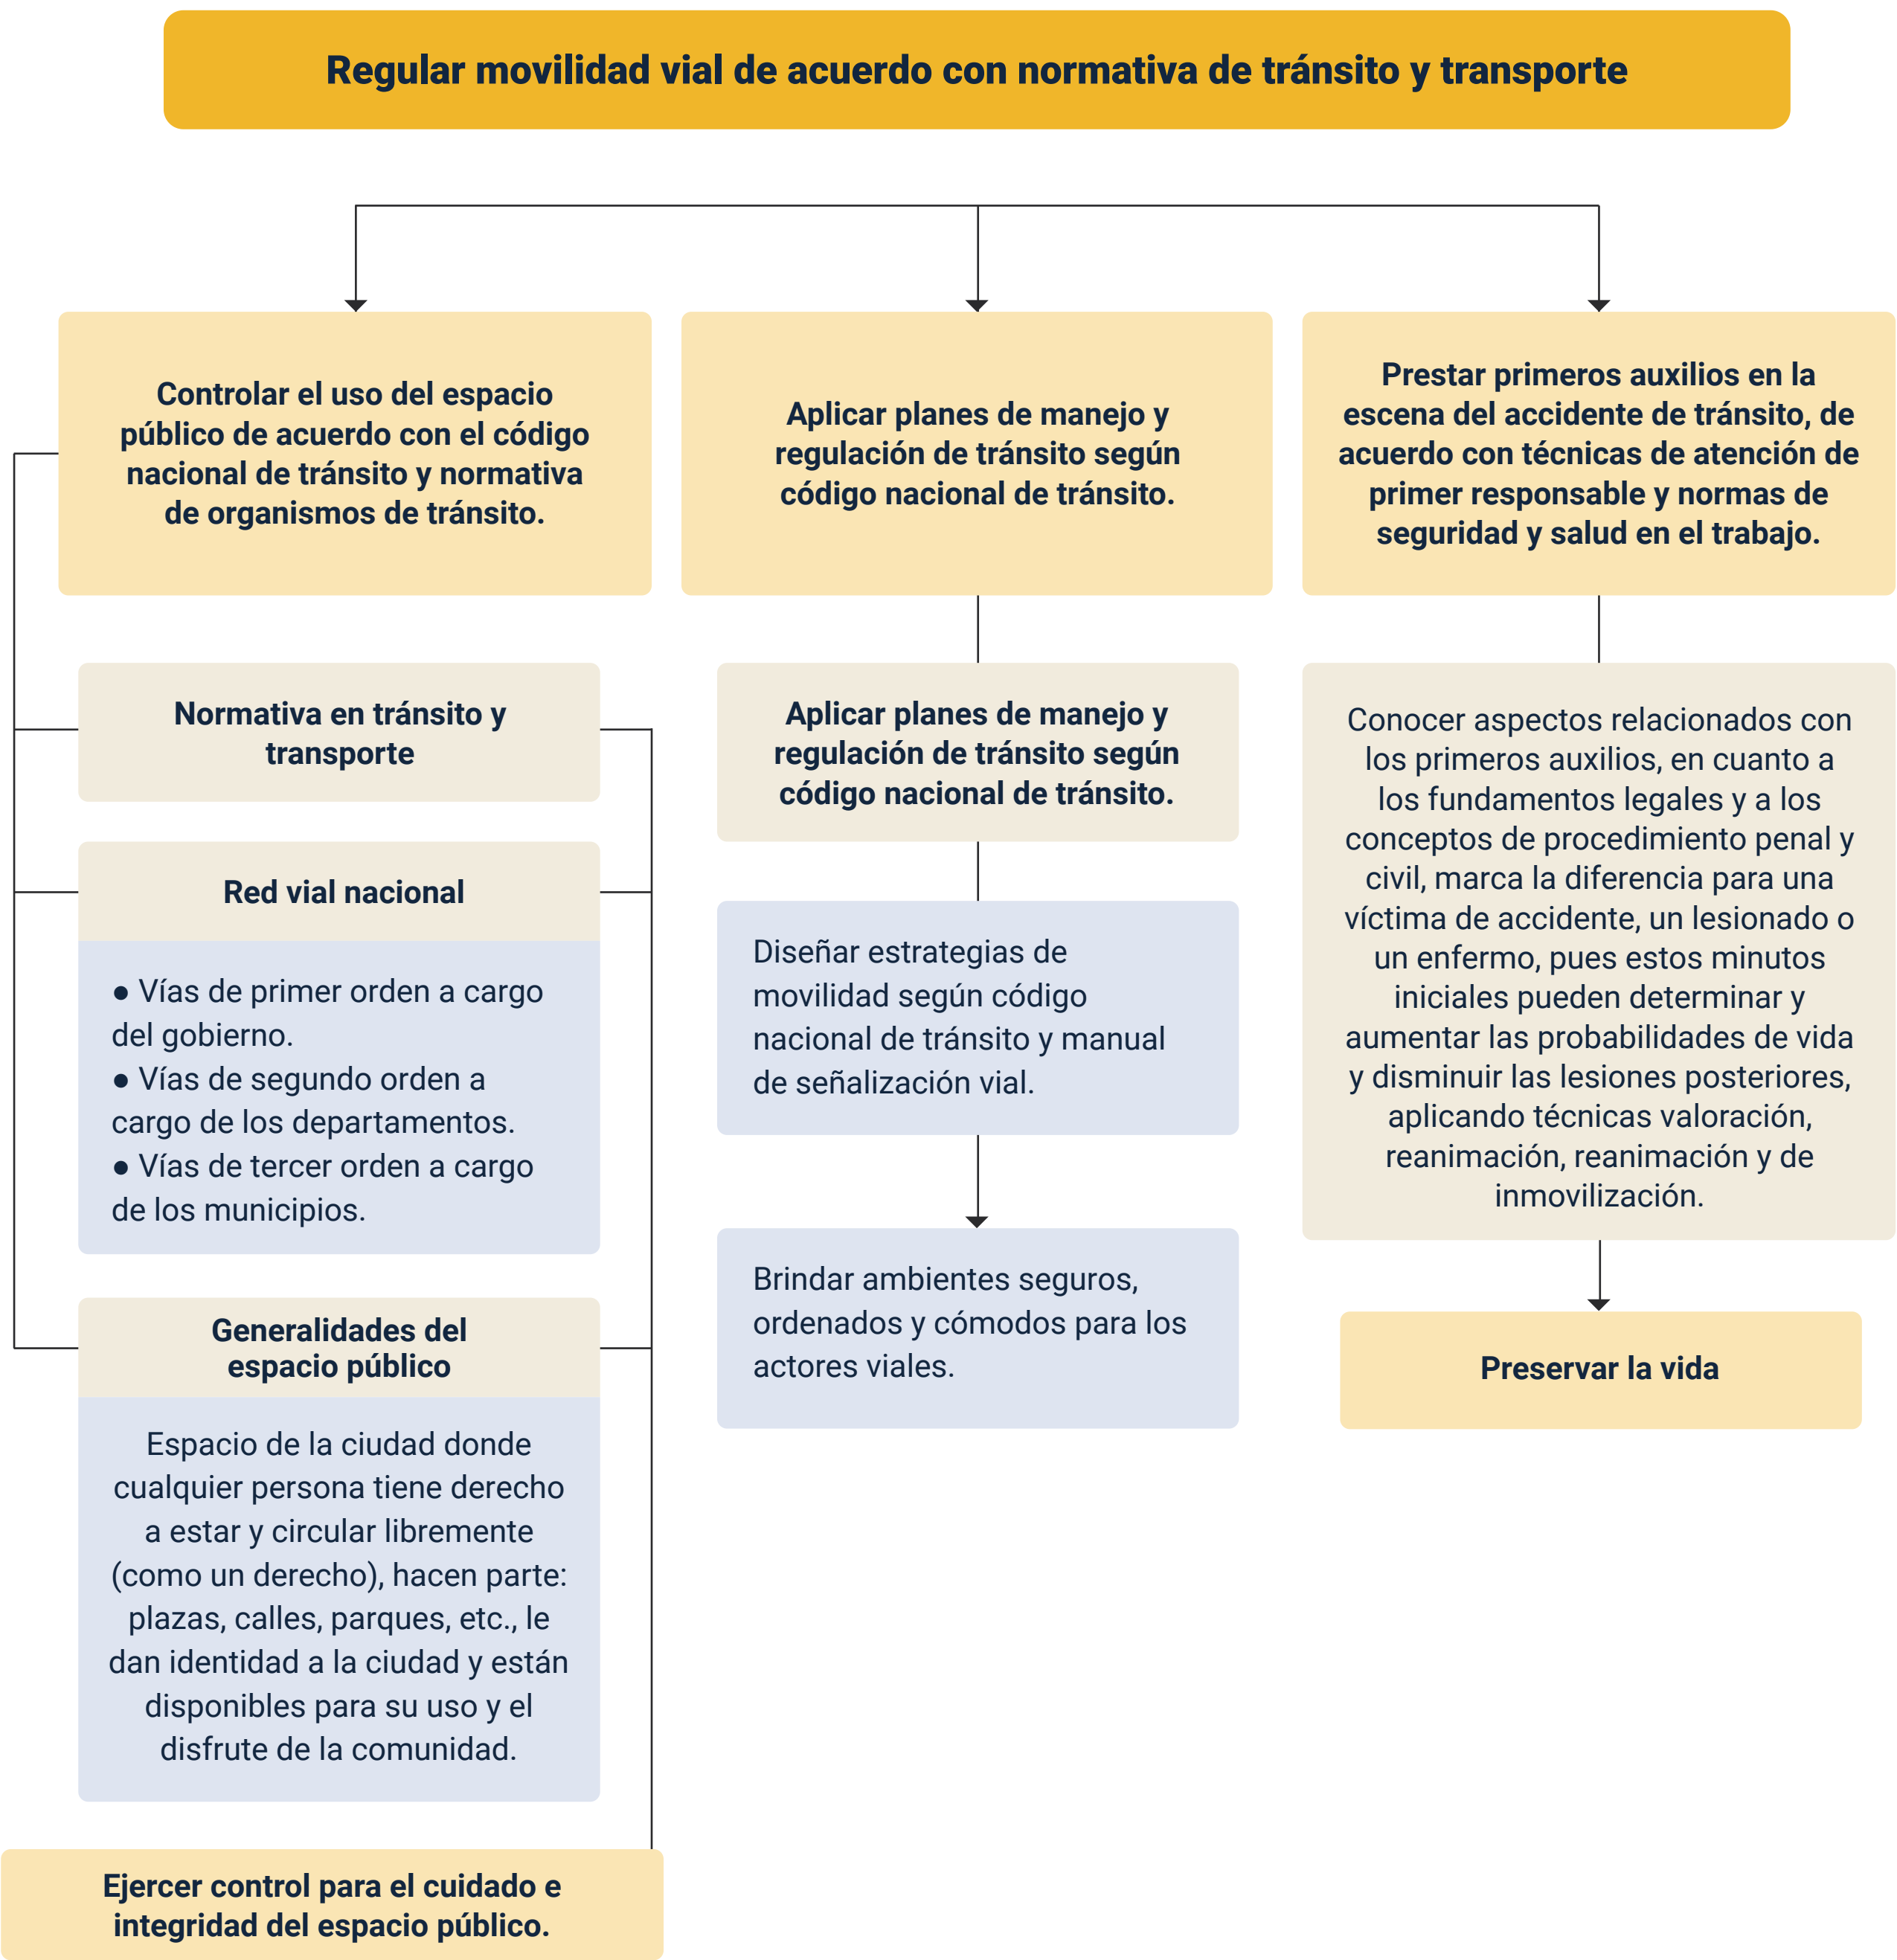 Regular movilidad vial de acuerdo con normativa de tránsito y transporte
Controlar el uso del espacio
público de acuerdo con el código
nacional de tránsito y normativa
de organismos de tránsito.
Normativa en tránsito y
transporte
Red vial nacional
● Vías de primer orden a cargo
del gobierno.
● Vías de segundo orden a
cargo de los departamentos.
● Vías de tercer orden a cargo
de los municipios.
Generalidades del
espacio público
Espacio de la ciudad donde
cualquier persona tiene derecho
a estar y circular libremente
(como un derecho), hacen parte:
plazas, calles, parques, etc., le
dan identidad a la ciudad y están
disponibles para su uso y el
disfrute de la comunidad.
Ejercer control para el cuidado e
integridad del espacio público.
Aplicar planes de manejo y
regulación de tránsito según
código nacional de tránsito.
Aplicar planes de manejo y
regulación de tránsito según
código nacional de tránsito.
Diseñar estrategias de
movilidad según código
nacional de tránsito y manual
de señalización vial.
Brindar ambientes seguros,
ordenados y cómodos para los
actores viales.
Prestar primeros auxilios en la
escena del accidente de tránsito, de
acuerdo con técnicas de atención de
primer responsable y normas de
seguridad y salud en el trabajo.
Conocer aspectos relacionados con
los primeros auxilios, en cuanto a
los fundamentos legales y a los
conceptos de procedimiento penal y
civil, marca la diferencia para una
víctima de accidente, un lesionado o
un enfermo, pues estos minutos
iniciales pueden determinar y
aumentar las probabilidades de vida
y disminuir las lesiones posteriores,
aplicando técnicas valoración,
reanimación, reanimación y de
inmovilización.
Preservar la vida